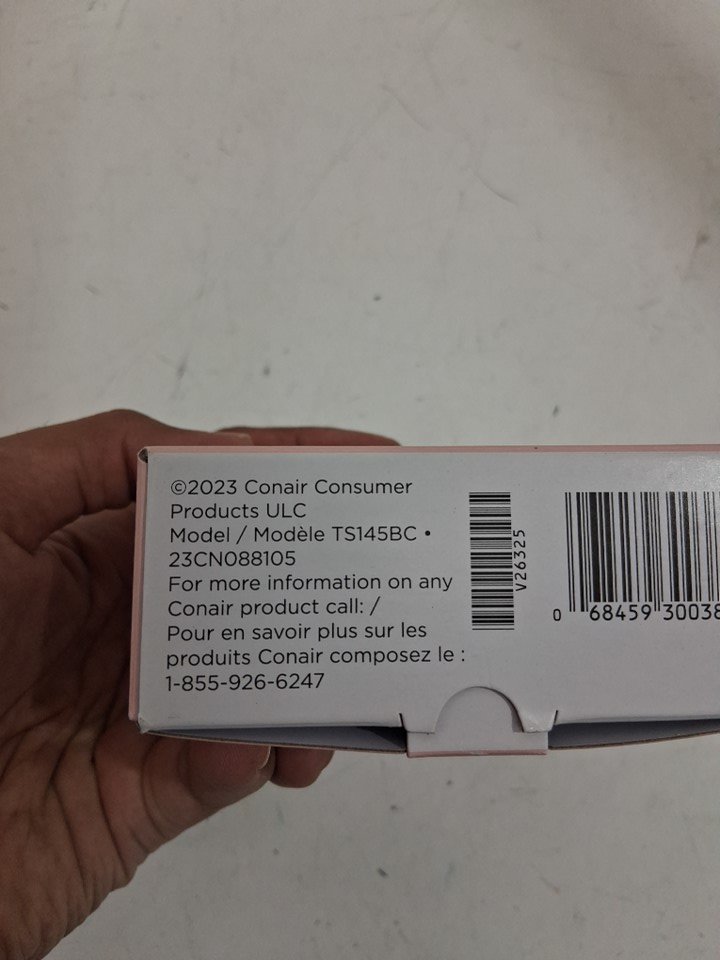 ©2023 Conair Consumer
Products ULC
Model / Modèle TS145BC •
23CN088105
For more information on any
Conair product call: /
Pour en savoir plus sur les
produits Conair composez le :
1-855-926-6247
V26325
0 68459 30038